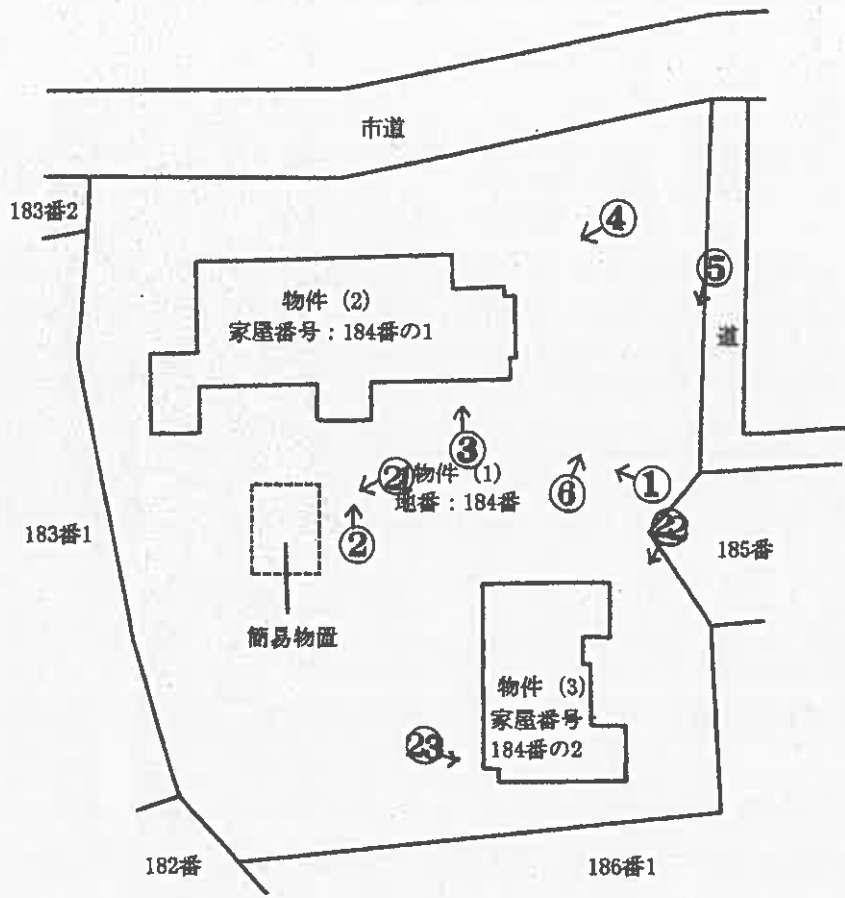 市道
183番2
④
⑤
物件 (2)
家屋番号：184番の1
道
③
㉑
物件 (1)
地番：184番
①
⑥
②
㉒
183番1
185番
簡易物置
物件 (3)
家屋番号
184番の2
㉓
182番
186番1